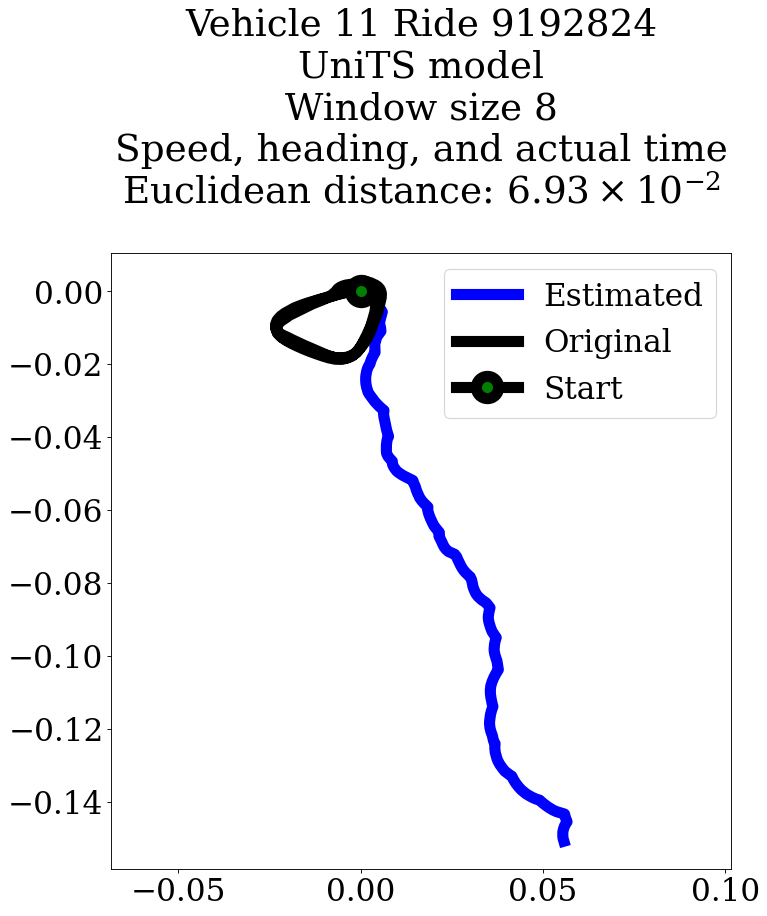 Vehicle 11 Ride 9192824
UniTS model
Window size 8
Speed, heading, and actual time
Euclidean distance: 6.93 × 10⁻²
Estimated
Original
Start
0.00
−0.02
−0.04
−0.06
−0.08
−0.10
−0.12
−0.14
−0.05 0.00 0.05 0.10